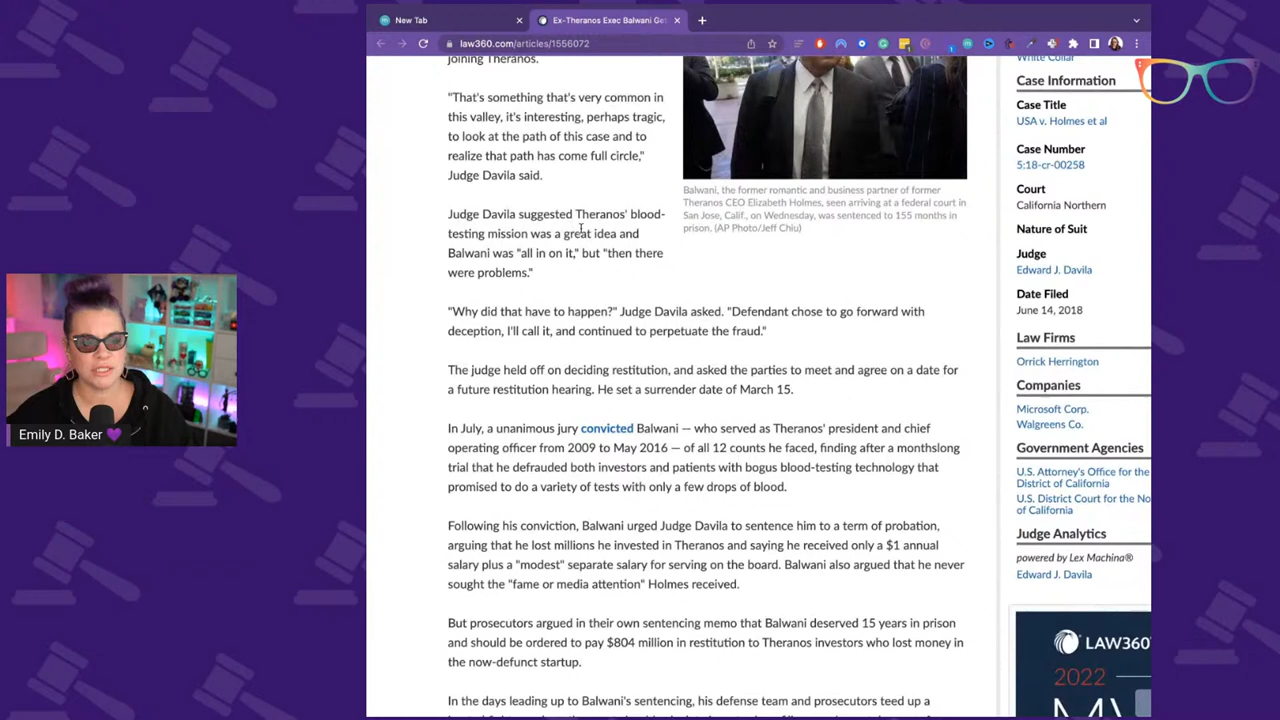 New Tab
Ex-Theranos Exec Balwani Get
law360.com/articles/1556072
joining Theranos.
"That's something that's very common in
this valley, it's interesting, perhaps tragic,
to look at the path of this case and to
realize that path has come full circle,"
Judge Davila said.
Judge Davila suggested Theranos' blood-
testing mission was a great idea and
Balwani was "all in on it," but "then there
were problems."
Balwani, the former romantic and business partner of former
Theranos CEO Elizabeth Holmes, seen arriving at a federal court in
San Jose, Calif., on Wednesday, was sentenced to 155 months in
prison. (AP Photo/Jeff Chiu)
"Why did that have to happen?" Judge Davila asked. "Defendant chose to go forward with
deception, I'll call it, and continued to perpetuate the fraud."
The judge held off on deciding restitution, and asked the parties to meet and agree on a date for
a future restitution hearing. He set a surrender date of March 15.
In July, a unanimous jury convicted Balwani — who served as Theranos' president and chief
operating officer from 2009 to May 2016 — of all 12 counts he faced, finding after a monthslong
trial that he defrauded both investors and patients with bogus blood-testing technology that
promised to do a variety of tests with only a few drops of blood.
Following his conviction, Balwani urged Judge Davila to sentence him to a term of probation,
arguing that he lost millions he invested in Theranos and saying he received only a $1 annual
salary plus a "modest" separate salary for serving on the board. Balwani also argued that he never
sought the "fame or media attention" Holmes received.
But prosecutors argued in their own sentencing memo that Balwani deserved 15 years in prison
and should be ordered to pay $804 million in restitution to Theranos investors who lost money in
the now-defunct startup.
In the days leading up to Balwani's sentencing, his defense team and prosecutors teed up a
White Collar
Case Information
Case Title
USA v. Holmes et al
Case Number
5:18-cr-00258
Court
California Northern
Nature of Suit
Judge
Edward J. Davila
Date Filed
June 14, 2018
Law Firms
Orrick Herrington
Companies
Microsoft Corp.
Walgreens Co.
Government Agencies
U.S. Attorney's Office for the
District of California
U.S. District Court for the No
of California
Judge Analytics
powered by Lex Machina®
Edward J. Davila
LAW360
2022
Emily D. Baker 💜